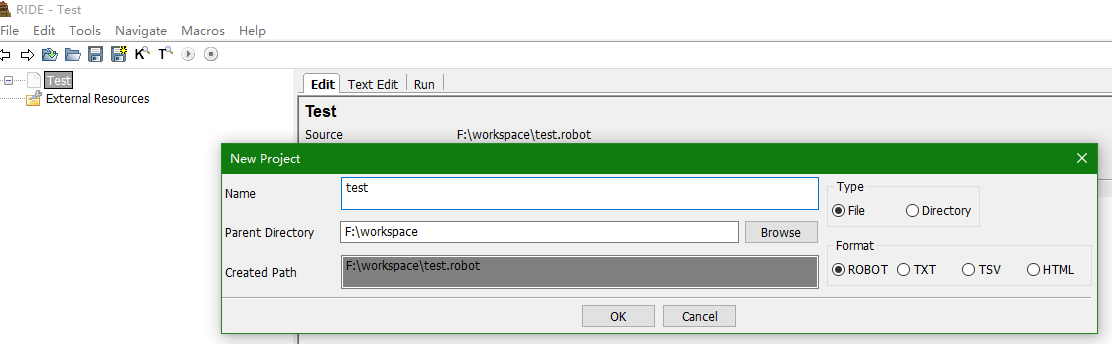 RIDE - Test
File Edit Tools Navigate Macros Help
K T
Test
External Resources
Edit Text Edit Run
Test
Source F:\workspace\test.robot
New Project
Name test
Type
File Directory
Parent Directory F:\workspace Browse
Format
Created Path F:\workspace\test.robot
ROBOT TXT TSV HTML
OK Cancel